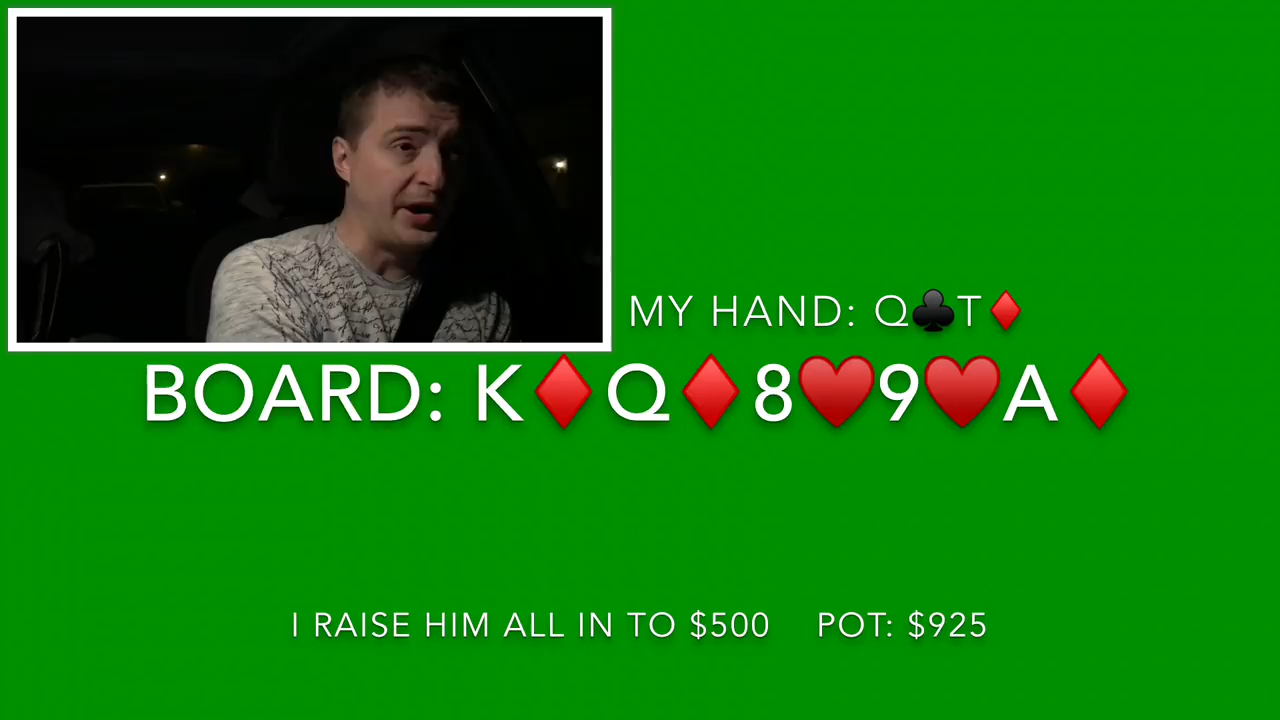 MY HAND: Q♣️T♦️
BOARD: K♦️Q♦️8♥️9♥️A♦️
I RAISE HIM ALL IN TO $500 POT: $925